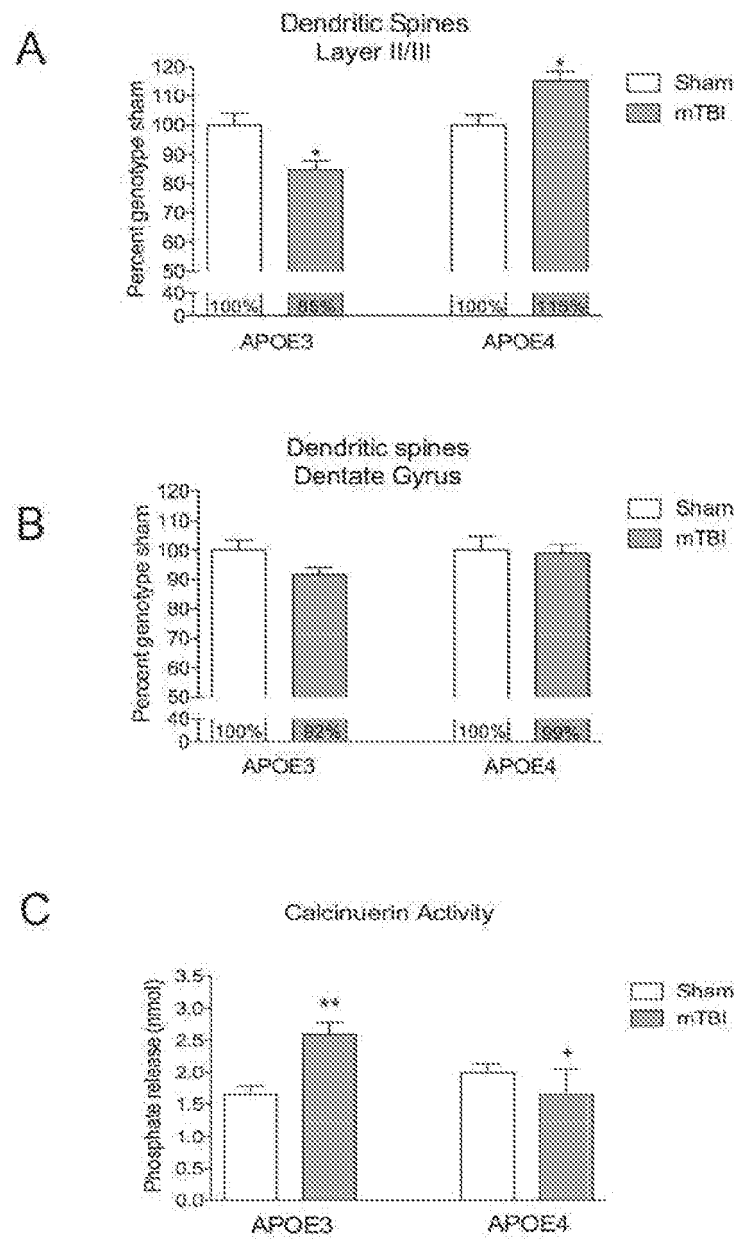 A
Dendritic Spines
Layer II/III
Percent genotype sham
120
110
100
90
80
70
60
50
40
0
*
*
Sham
mTBI
100%
85%
100%
115%
APOE3
APOE4
B
Dendritic spines
Dentate Gyrus
Percent genotype sham
120
110
100
90
80
70
60
50
40
0
Sham
mTBI
100%
92%
100%
99%
APOE3
APOE4
C
Calcinuerin Activity
Phosphate release (nmol)
3.5
3.0
2.5
2.0
1.5
1.0
0.5
0.0
**
+
Sham
mTBI
APOE3
APOE4